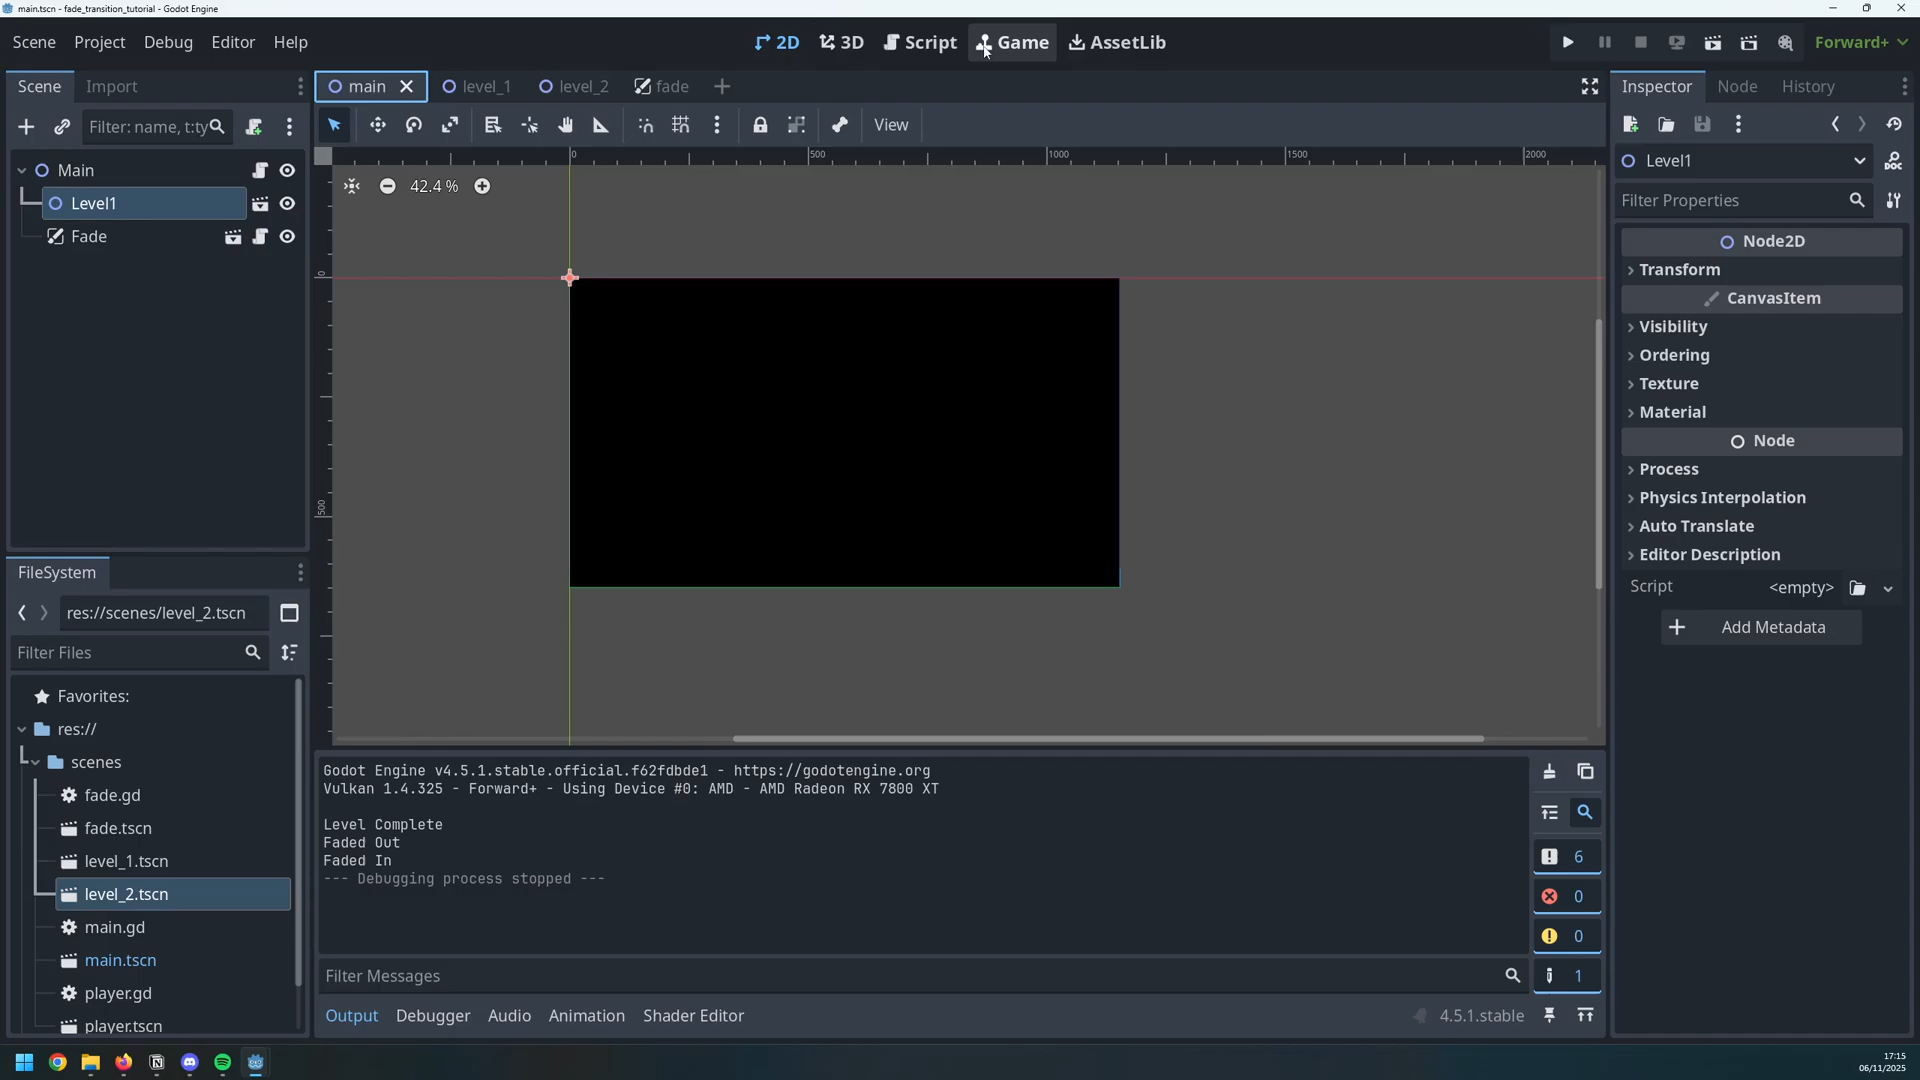 main.tscn - fade_transition_tutorial - Godot Engine
Scene Project Debug Editor Help
2D 3D Script Game AssetLib
Forward+
Scene Import
main level_1 level_2 fade
Inspector Node History
Filter: name, t:ty
View
Main
Level1
Fade
0 500 1000 1500 2000
42.4 %
0
500
Level1
Filter Properties
Node2D
Transform
CanvasItem
Visibility
Ordering
Texture
Material
Node
Process
Physics Interpolation
Auto Translate
Editor Description
Script <empty>
Add Metadata
FileSystem
res://scenes/level_2.tscn
Filter Files
Favorites:
res://
scenes
fade.gd
fade.tscn
level_1.tscn
level_2.tscn
main.gd
main.tscn
player.gd
player.tscn
Godot Engine v4.5.1.stable.official.f62fdbde1 - https://godotengine.org
Vulkan 1.4.325 - Forward+ - Using Device #0: AMD - AMD Radeon RX 7800 XT
Level Complete
Faded Out
Faded In
--- Debugging process stopped ---
6
0
0
1
Filter Messages
Output Debugger Audio Animation Shader Editor
4.5.1.stable
17:15
06/11/2025